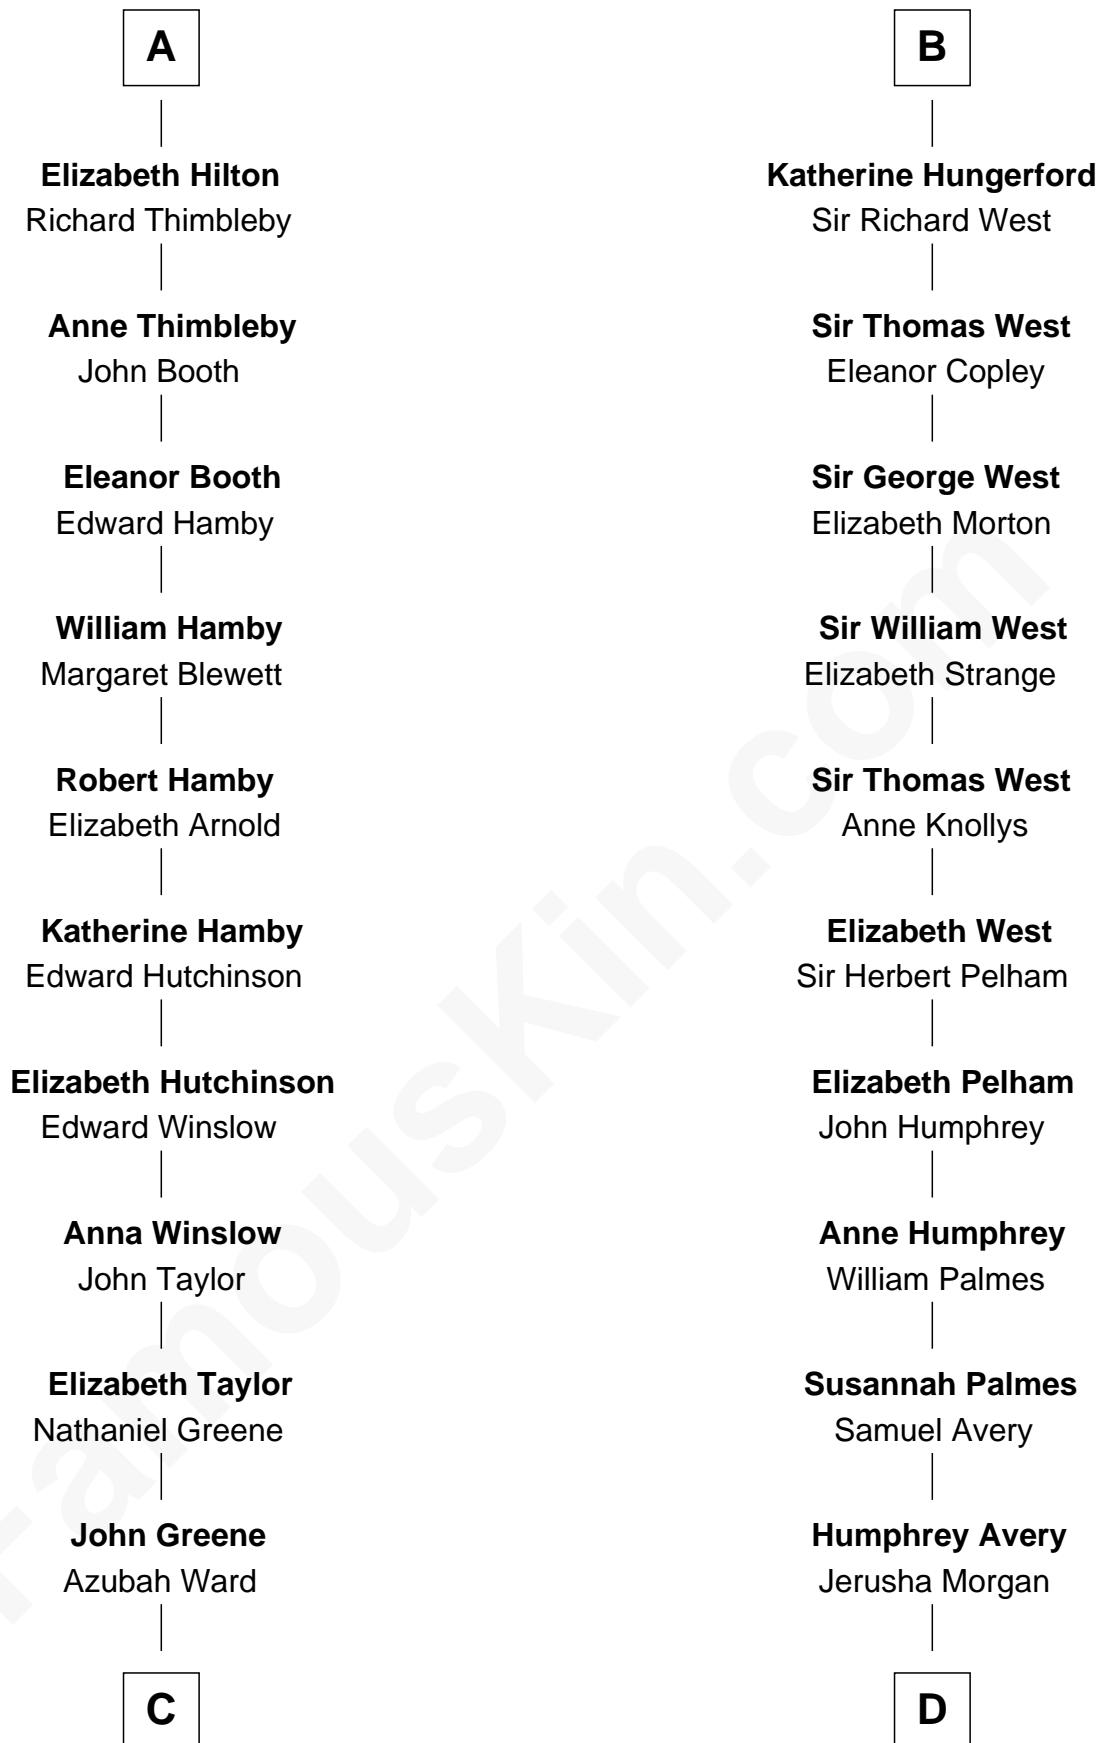 A
Elizabeth Hilton
Richard Thimbleby
Anne Thimbleby
John Booth
Eleanor Booth
Edward Hamby
William Hamby
Margaret Blewett
Robert Hamby
Elizabeth Arnold
Katherine Hamby
Edward Hutchinson
Elizabeth Hutchinson
Edward Winslow
Anna Winslow
John Taylor
Elizabeth Taylor
Nathaniel Greene
John Greene
Azubah Ward
C
B
Katherine Hungerford
Sir Richard West
Sir Thomas West
Eleanor Copley
Sir George West
Elizabeth Morton
Sir William West
Elizabeth Strange
Sir Thomas West
Anne Knollys
Elizabeth West
Sir Herbert Pelham
Elizabeth Pelham
John Humphrey
Anne Humphrey
William Palmes
Susannah Palmes
Samuel Avery
Humphrey Avery
Jerusha Morgan
D
FamousKin.com